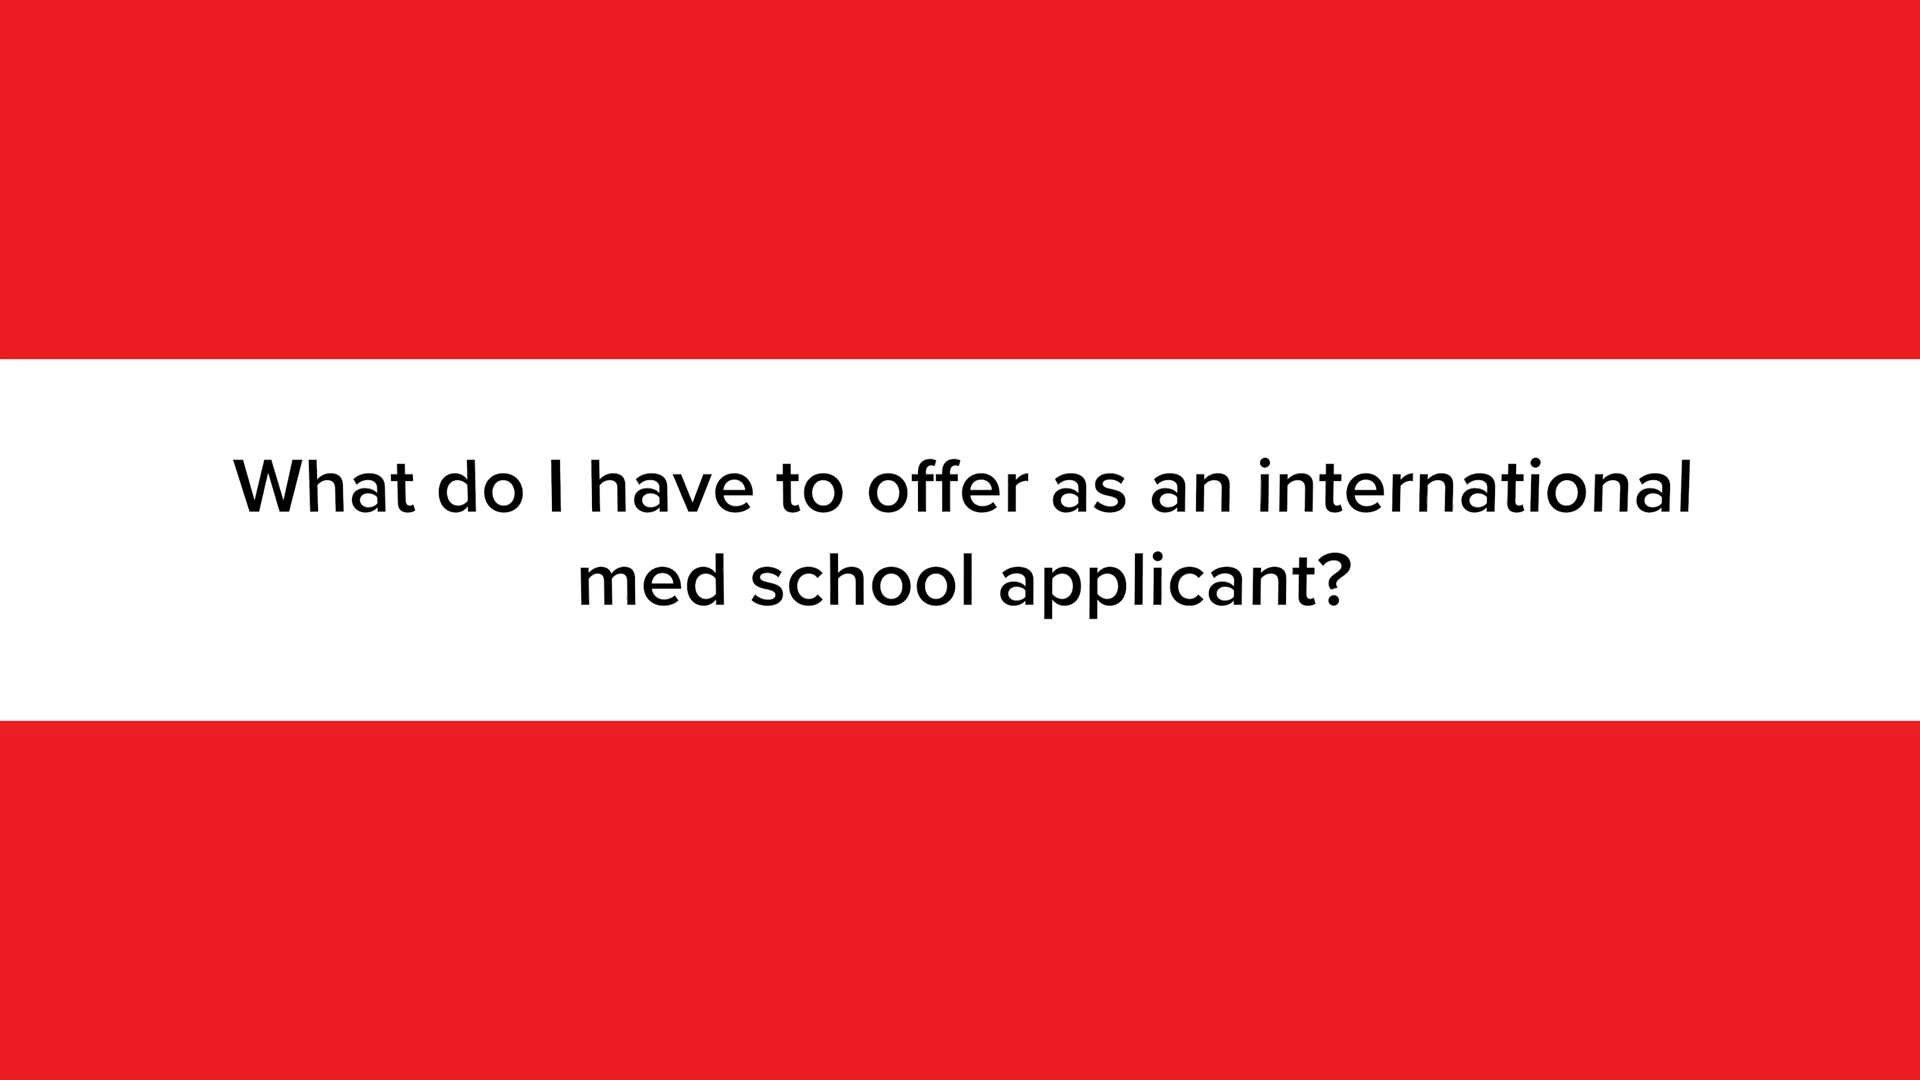 What do I have to offer as an international
med school applicant?